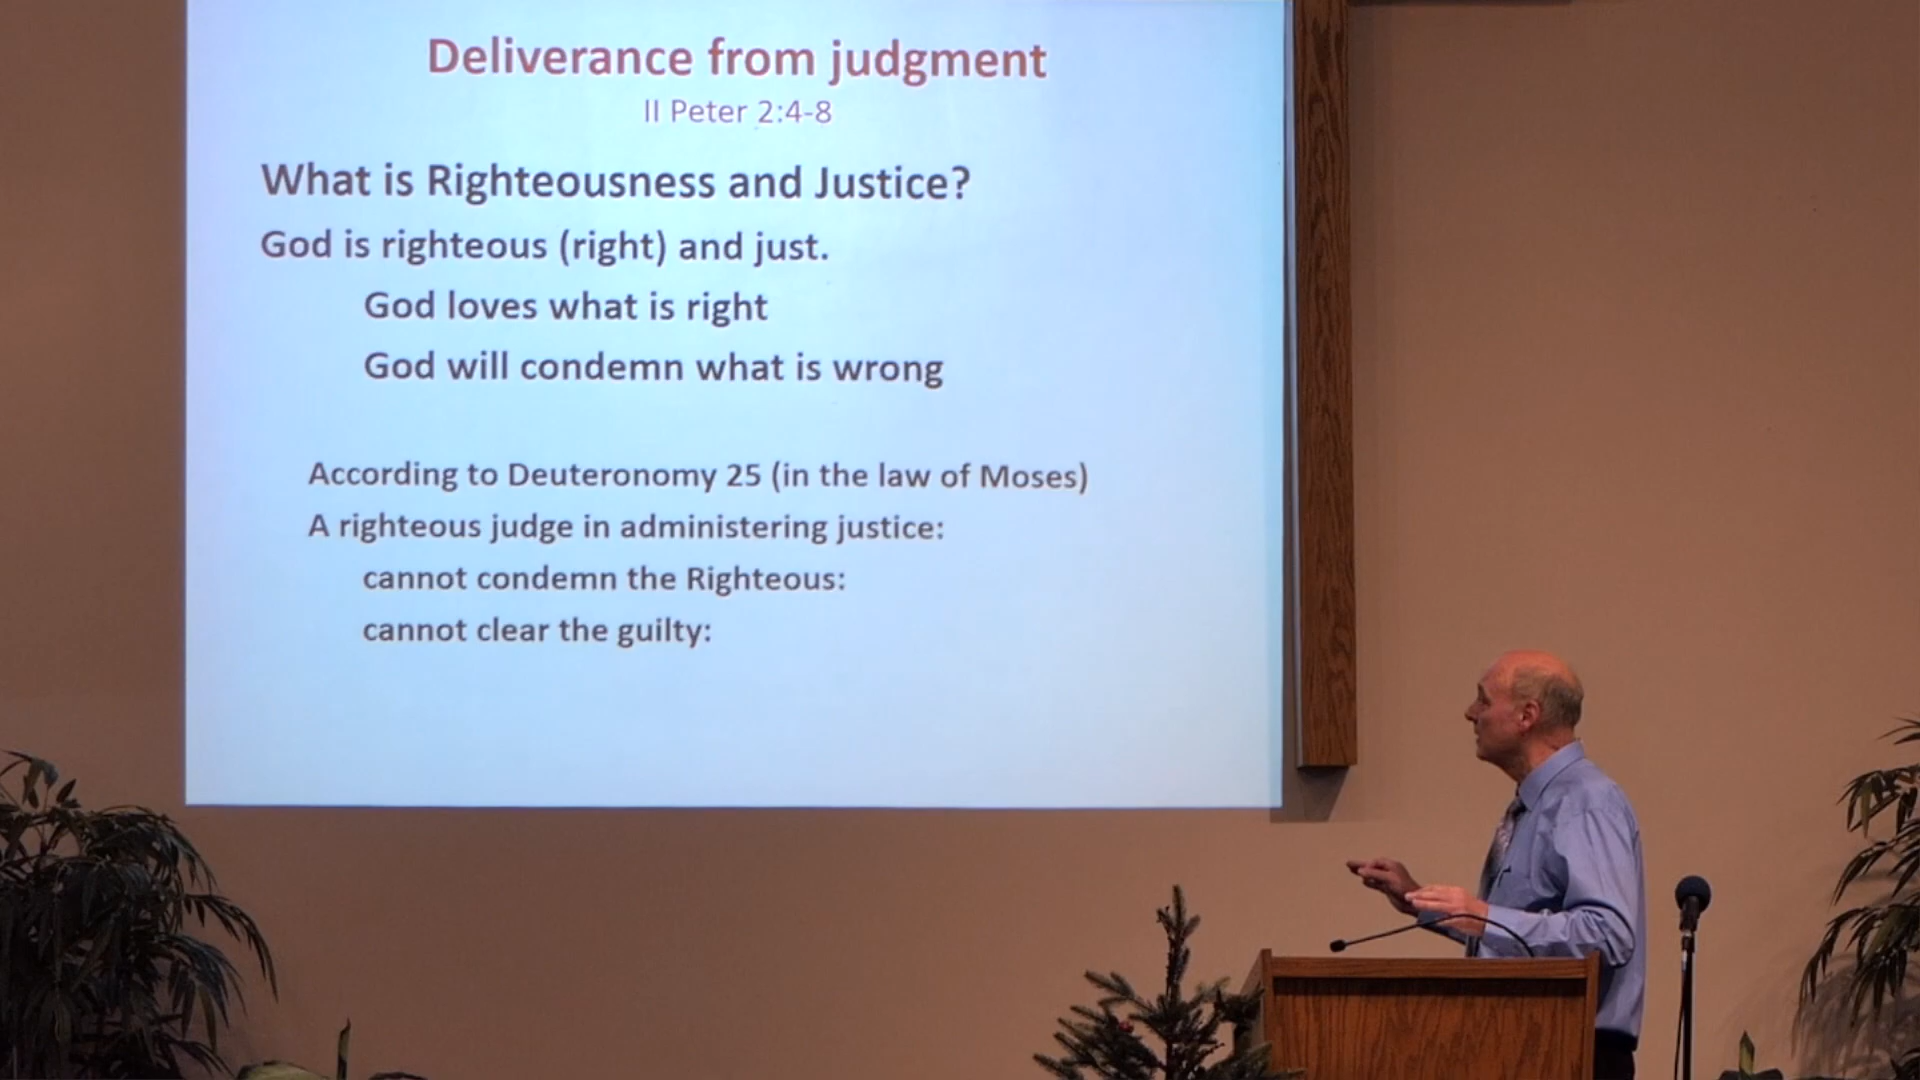 Deliverance from judgment
II Peter 2:4-8
What is Righteousness and Justice?
God is righteous (right) and just.
God loves what is right
God will condemn what is wrong
According to Deuteronomy 25 (in the law of Moses)
A righteous judge in administering justice:
cannot condemn the Righteous:
cannot clear the guilty: